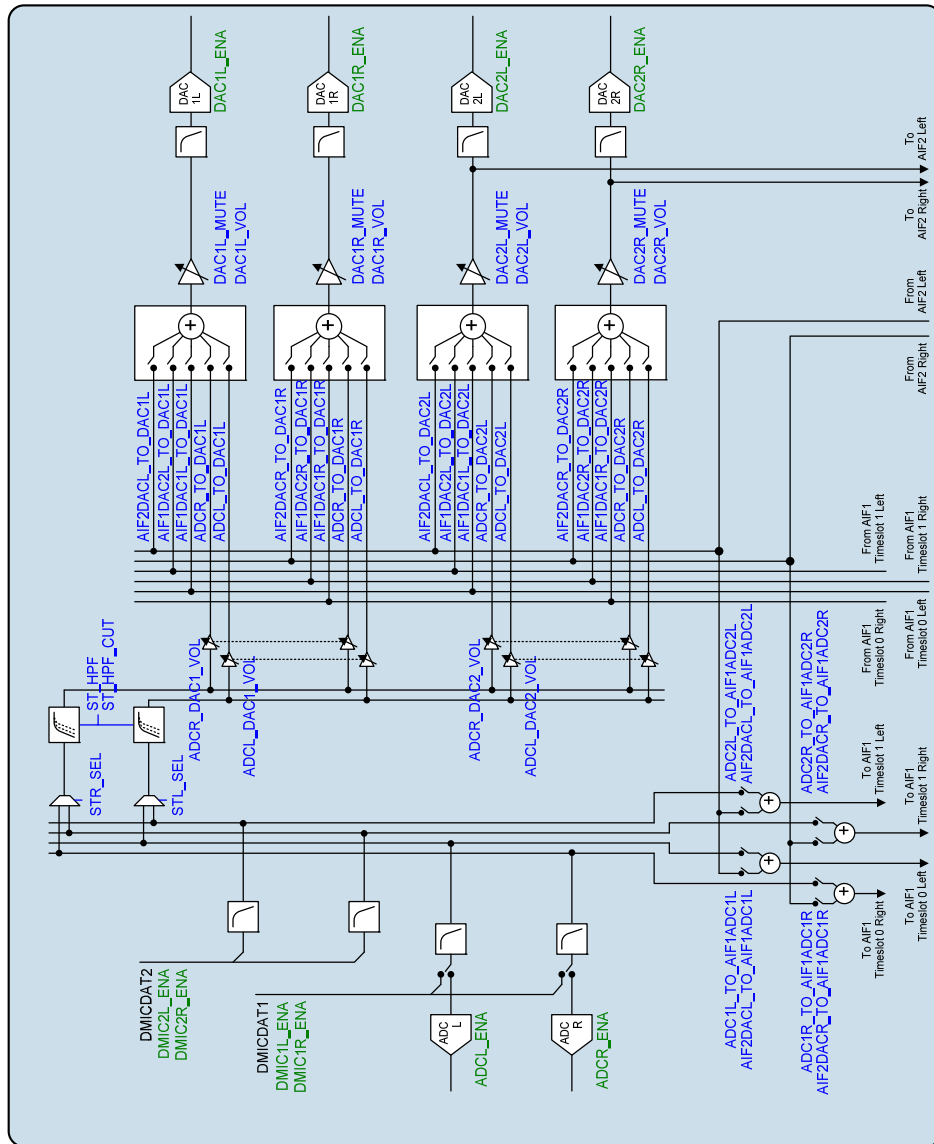 DAC
1L
DAC1L_ENA
DAC
1R
DAC1R_ENA
DAC
2L
DAC2L_ENA
DAC
2R
DAC2R_ENA
To
AIF2 Left
To
AIF2 Right
DAC1L_MUTE
DAC1L_VOL
DAC1R_MUTE
DAC1R_VOL
DAC2L_MUTE
DAC2L_VOL
DAC2R_MUTE
DAC2R_VOL
From
AIF2 Left
From
AIF2 Right
+
+
+
+
AIF2DACL_TO_DAC1L
AIF1DAC2L_TO_DAC1L
AIF1DAC1L_TO_DAC1L
ADCR_TO_DAC1L
ADCL_TO_DAC1L
AIF2DACR_TO_DAC1R
AIF1DAC2R_TO_DAC1R
AIF1DAC1R_TO_DAC1R
ADCR_TO_DAC1R
ADCL_TO_DAC1R
AIF2DACL_TO_DAC2L
AIF1DAC2L_TO_DAC2L
AIF1DAC1L_TO_DAC2L
ADCR_TO_DAC2L
ADCL_TO_DAC2L
AIF2DACR_TO_DAC2R
AIF1DAC2R_TO_DAC2R
AIF1DAC1R_TO_DAC2R
ADCR_TO_DAC2R
ADCL_TO_DAC2R
From AIF1
Timeslot 1 Left
From AIF1
Timeslot 1 Right
From AIF1
Timeslot 0 Right
From AIF1
Timeslot 0 Left
ST_HPF
ST_HPF_CUT
ADCR_DAC1_VOL
ADCL_DAC1_VOL
ADCR_DAC2_VOL
ADCL_DAC2_VOL
STR_SEL
STL_SEL
ADC2L_TO_AIF1ADC2L
AIF2DACL_TO_AIF1ADC2L
ADC2R_TO_AIF1ADC2R
AIF2DACR_TO_AIF1ADC2R
To AIF1
Timeslot 1 Left
To AIF1
Timeslot 1 Right
+
+
+
+
DMICDAT2
DMIC2L_ENA
DMIC2R_ENA
DMICDAT1
DMIC1L_ENA
DMIC1R_ENA
ADC
L
ADCL_ENA
ADC
R
ADCR_ENA
ADC1L_TO_AIF1ADC1L
AIF2DACL_TO_AIF1ADC1L
ADC1R_TO_AIF1ADC1R
AIF2DACR_TO_AIF1ADC1R
To AIF1
Timeslot 0 Right
To AIF1
Timeslot 0 Left